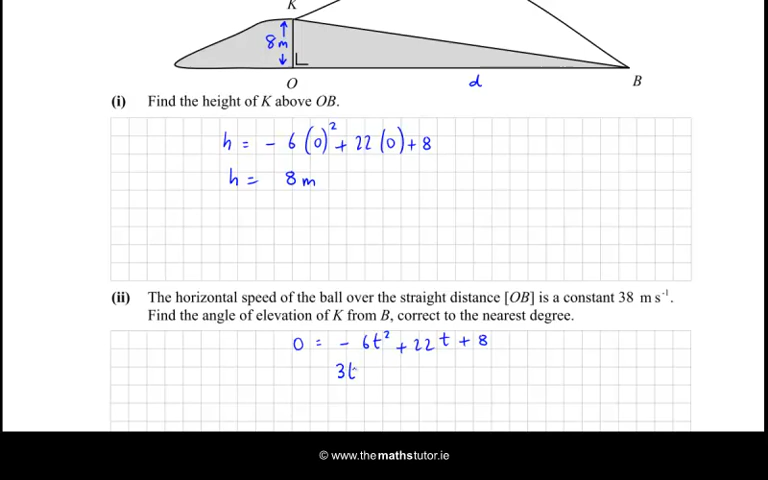 K
8m
O
d
B
(i) Find the height of K above OB.
h = - 6 (0)² + 22 (0) + 8
h = 8 m
(ii) The horizontal speed of the ball over the straight distance [OB] is a constant 38 m s⁻¹.
Find the angle of elevation of K from B, correct to the nearest degree.
0 = - 6t² + 22 t + 8
3t
© www.themathstutor.ie